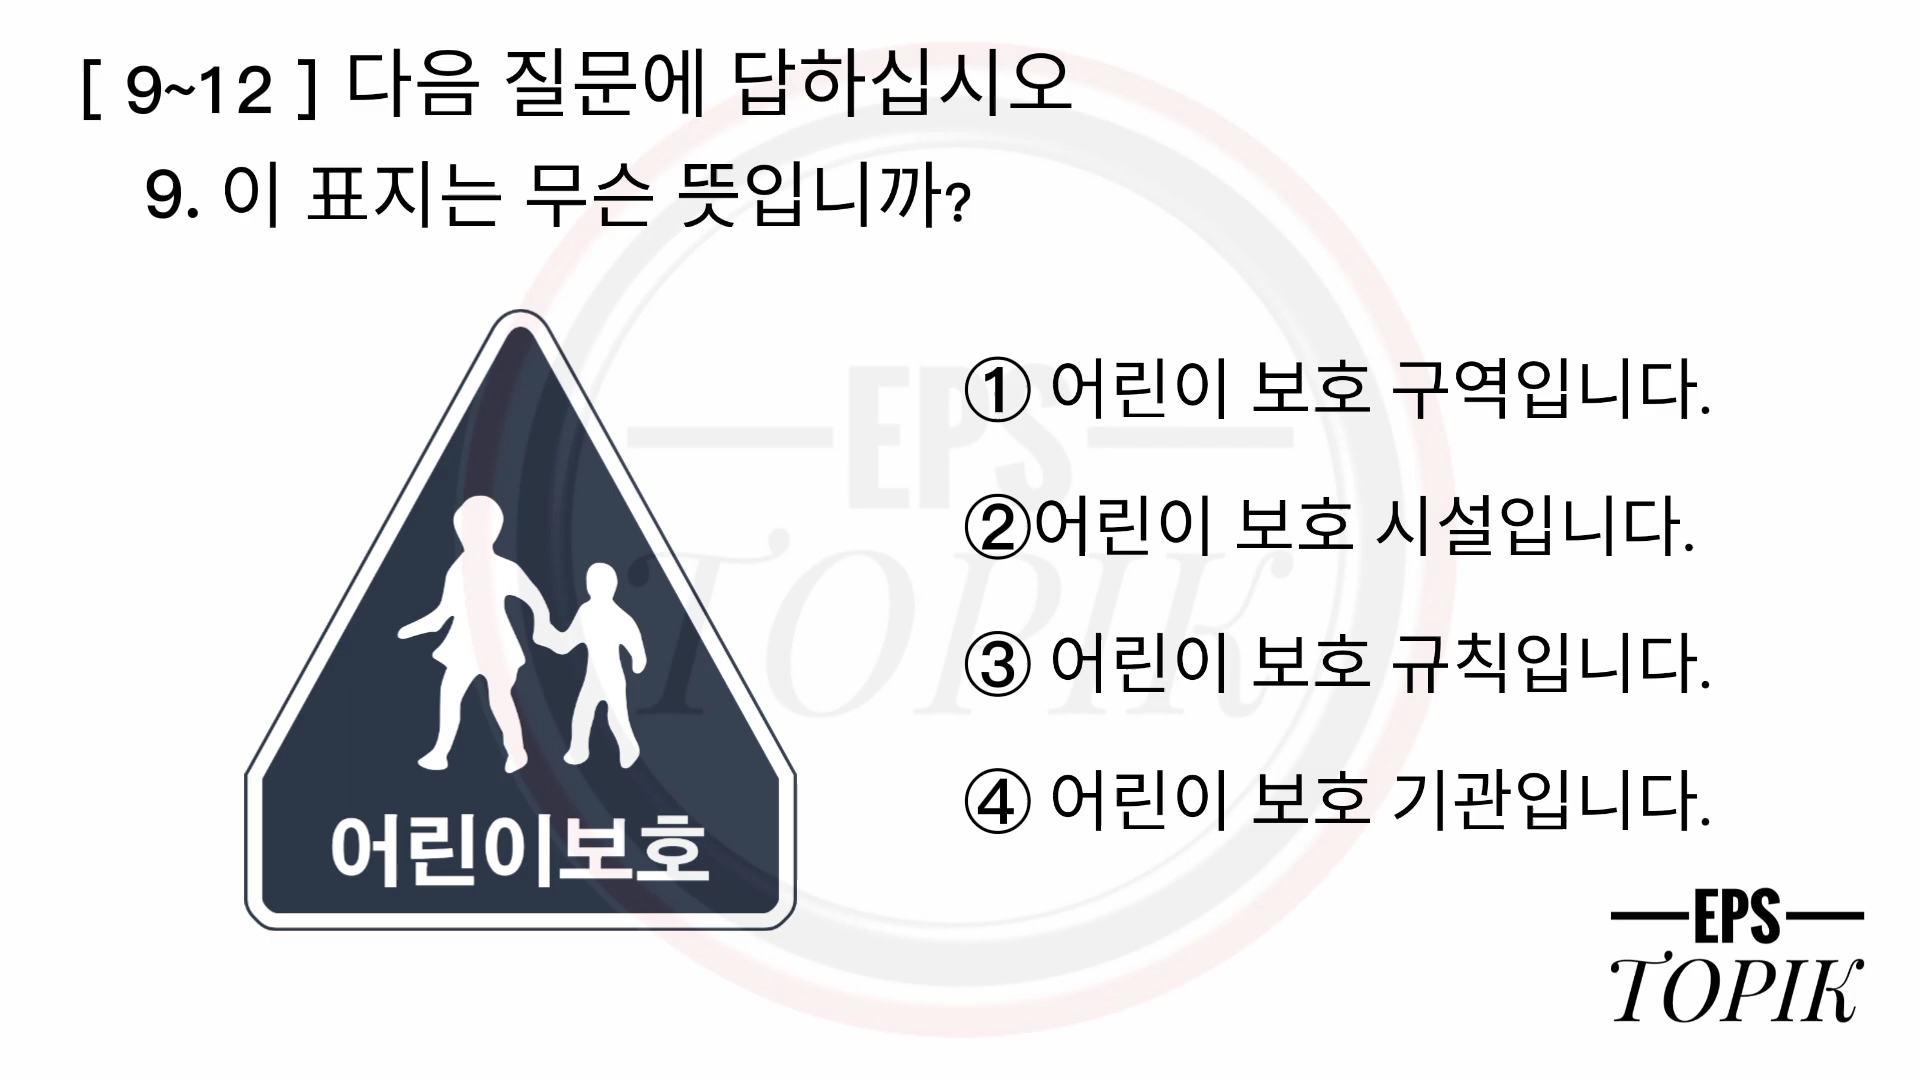 [ 9~12 ] 다음 질문에 답하십시오
9. 이 표지는 무슨 뜻입니까?
어린이보호
① 어린이 보호 구역입니다.
②어린이 보호 시설입니다.
③ 어린이 보호 규칙입니다.
④ 어린이 보호 기관입니다.
EPS
TOPIK
EPS
TOPIK